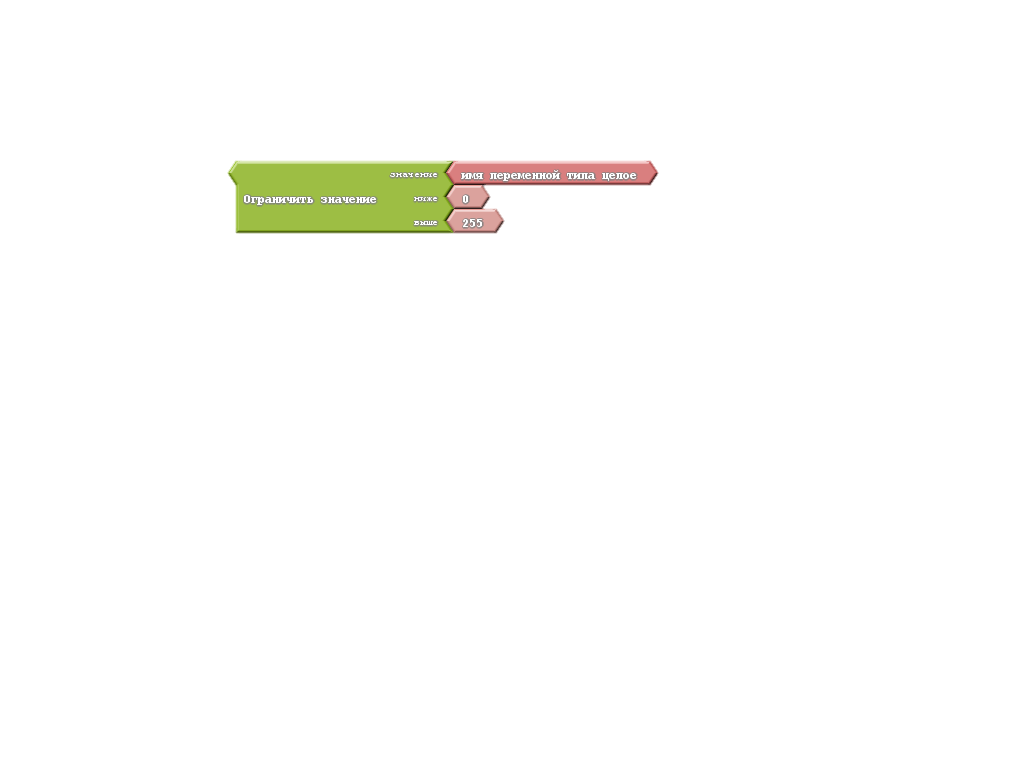 значение имя переменной типа целое
Ограничить значение ниже 0
выше 255